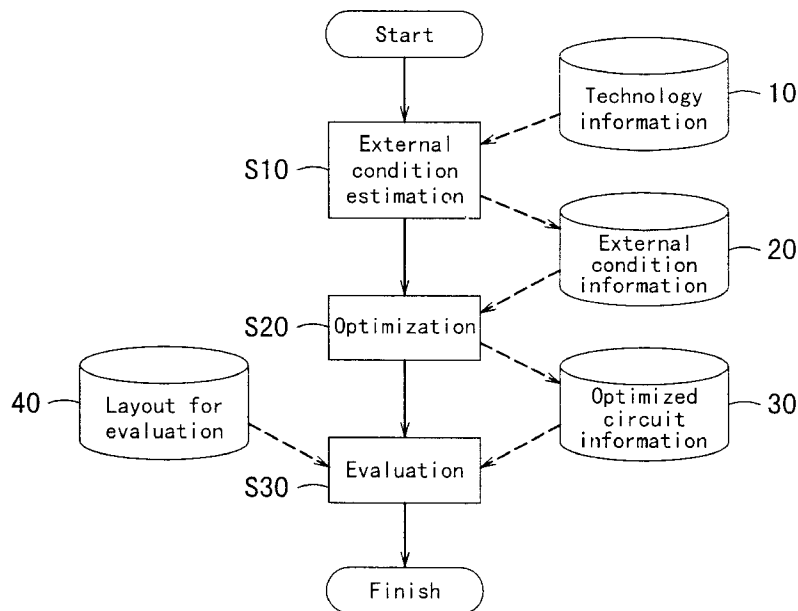 Start
Technology
information
10
External
condition
estimation
S10
External
condition
information
20
Optimization
S20
Layout for
evaluation
40
Optimized
circuit
information
30
Evaluation
S30
Finish